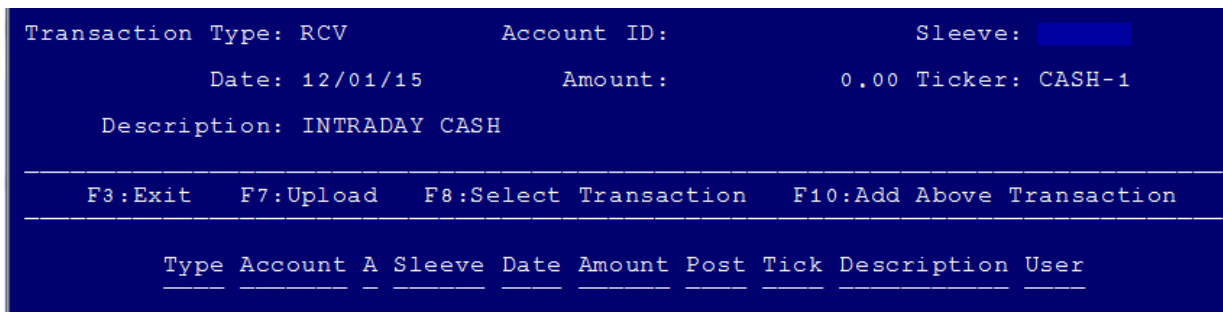 Transaction Type: RCV Account ID: Sleeve:
Date: 12/01/15 Amount: 0.00 Ticker: CASH-1
Description: INTRADAY CASH
F3:Exit F7:Upload F8:Select Transaction F10:Add Above Transaction
Type Account A Sleeve Date Amount Post Tick Description User